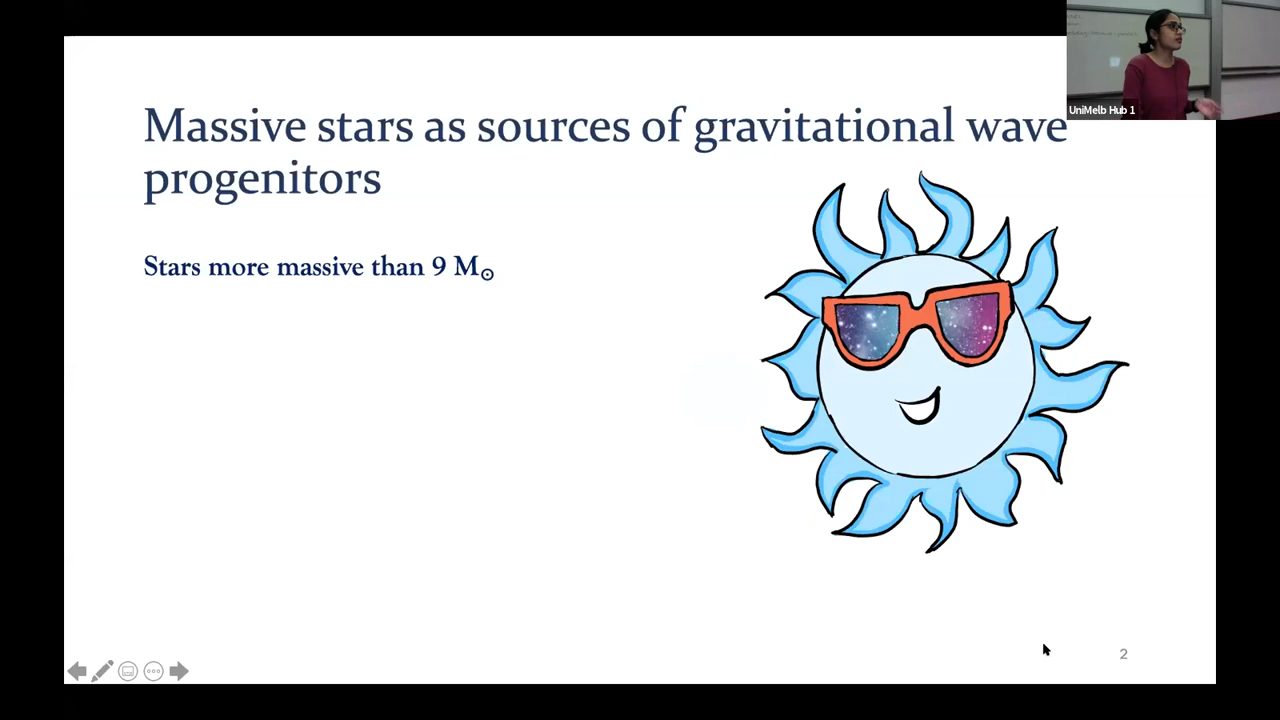 Massive stars as sources of gravitational wave
progenitors
Stars more massive than 9 M☉
UniMelb Hub 1
2